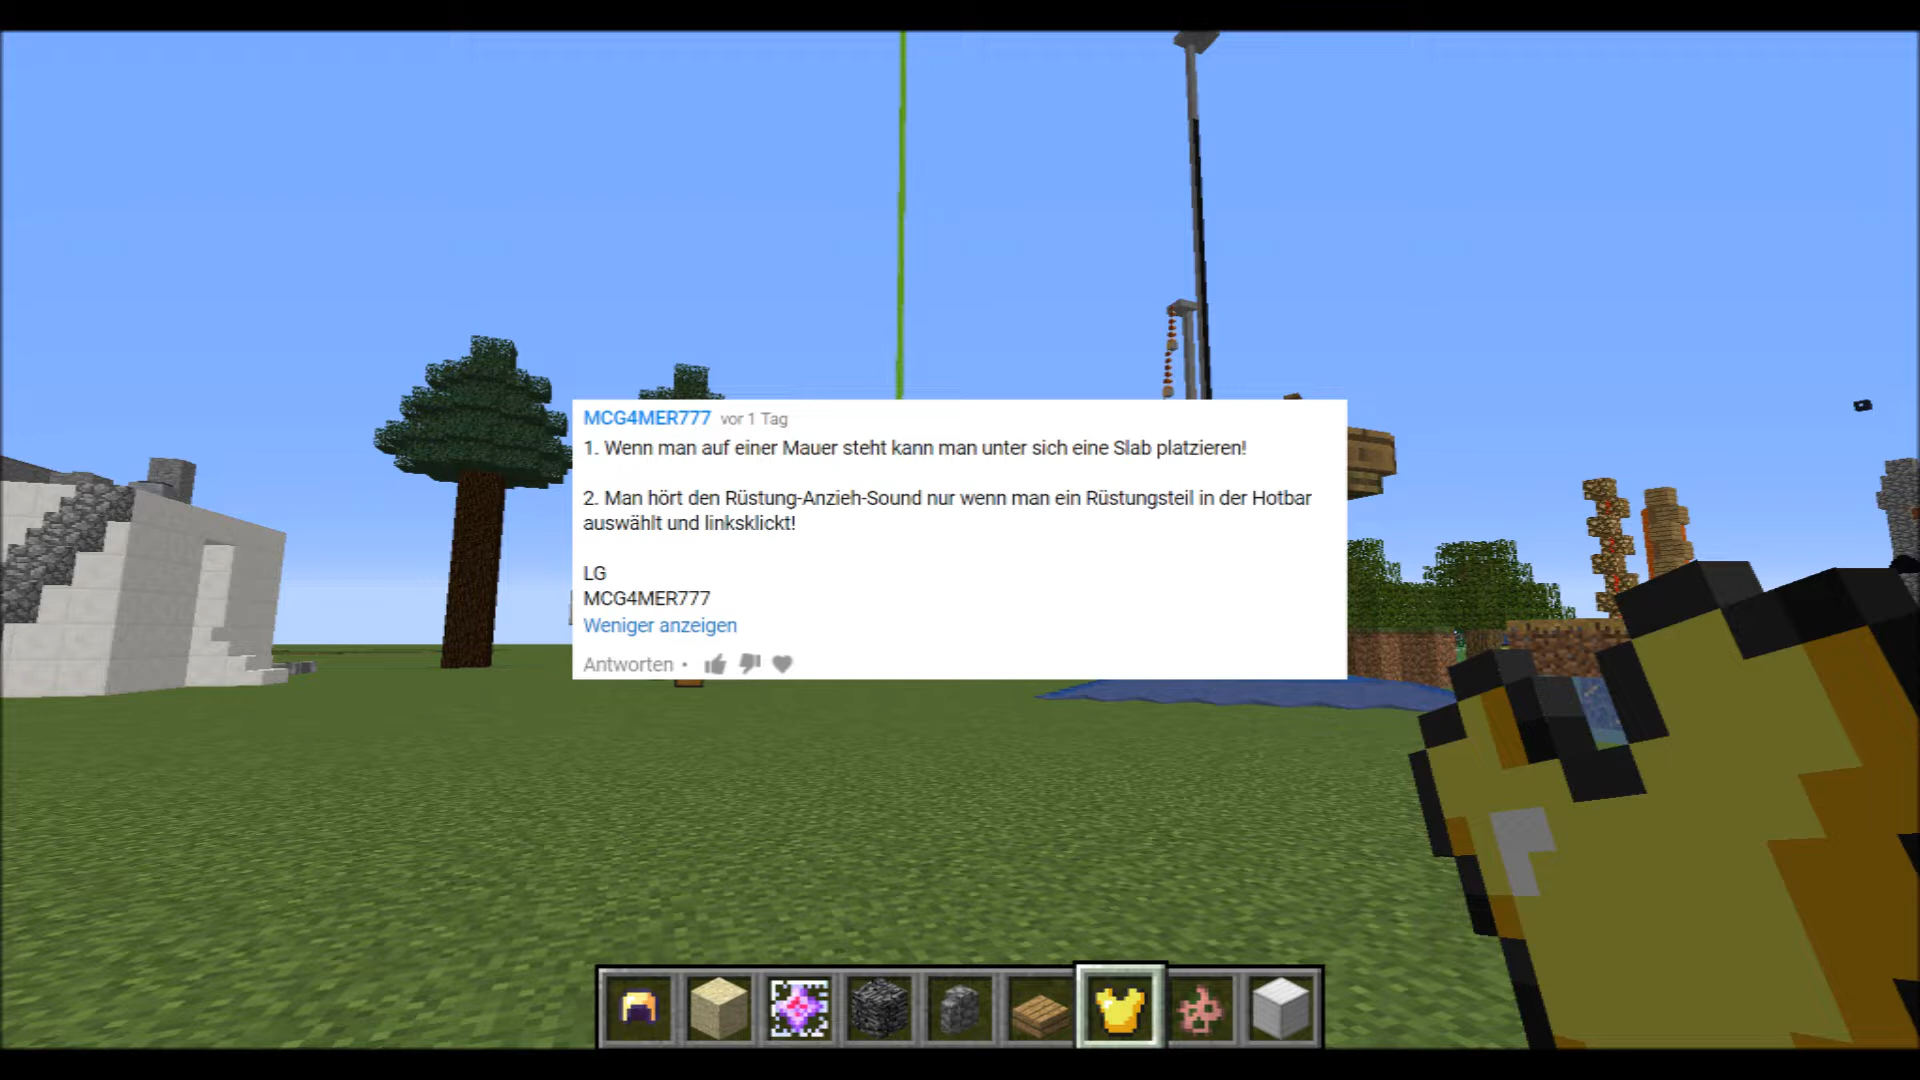 MCG4MER777 vor 1 Tag
1. Wenn man auf einer Mauer steht kann man unter sich eine Slab platzieren!
2. Man hört den Rüstung-Anzieh-Sound nur wenn man ein Rüstungsteil in der Hotbar
auswählt und linksklickt!
LG
MCG4MER777
Weniger anzeigen
Antworten •